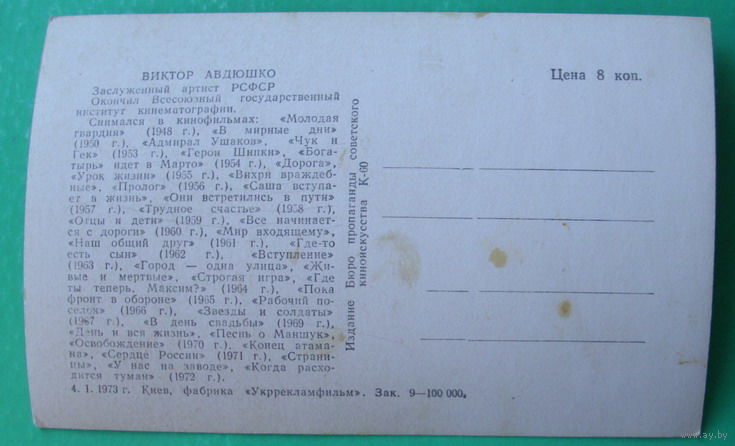 ВИКТОР АВДЮШКО
Заслуженный артист РСФСР
Окончил Всесоюзный государственный
институт кинематографии.
Снимался в кинофильмах: «Молодая
гвардия» (1948 г.), «В мирные дни»
(1950 г.), «Адмирал Ушаков», «Чук и
Гек» (1953 г.), «Герои Шипки», «Бога-
тырь» идет в Марто» (1954 г.), «Дорога»,
«Урок жизни» (1955 г.), «Вихри враждеб-
ные», «Пролог» (1956 г.), «Саша вступа-
ет в жизнь», «Они встретились в пути»
(1957 г.), «Трудное счастье» (1958 г.),
«Отцы и дети» (1959 г.), «Все начинает-
ся с дороги» (1960 г.), «Мир входящему»,
«Наш общий друг» (1961 г.), «Где-то
есть сын» (1962 г.), «Вступление»
(1963 г.), «Город — одна улица», «Жи-
вые и мертвые», «Строгая игра», «Где
ты теперь, Максим?» (1964 г.), «Пока
фронт в обороне» (1965 г.), «Рабочий по-
селок» (1966 г.), «Звезды и солдаты»
(1967 г.), «В день свадьбы» (1969 г.),
«День и вся жизнь», «Песнь о Маншук»,
«Освобождение» (1970 г.), «Конец атама-
на», «Сердце России» (1971 г.), «Страни-
цы», «У нас на заводе», «Когда расхо-
дится туман» (1972 г.).
4. 1. 1973 г. Киев, фабрика «Укррекламфильм». Зак. 9—100 000.
Издание Бюро пропаганды советского
киноискусства К-60
Цена 8 коп.
www.ay.by